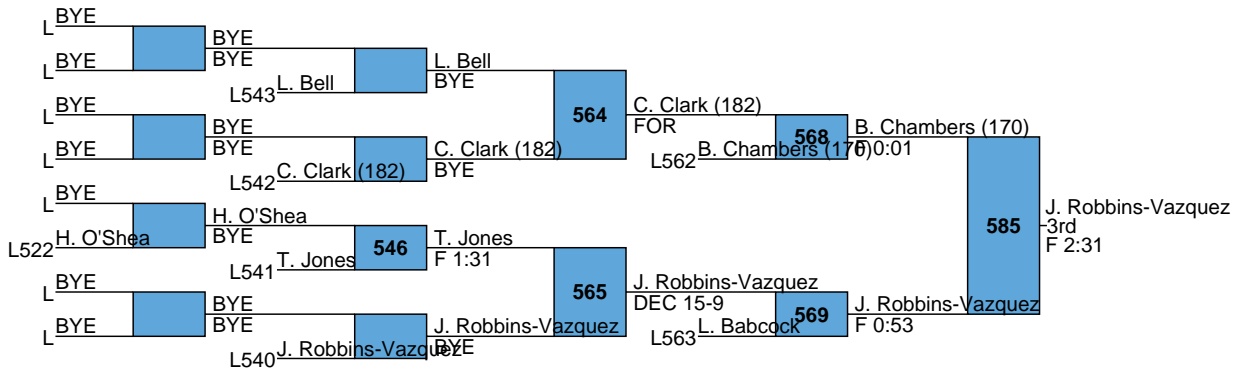 BYE
L
BYE
L
BYE
BYE
L. Bell
L543
L. Bell
BYE
BYE
L
BYE
L
BYE
BYE
C. Clark (182)
L542
C. Clark (182)
BYE
564
C. Clark (182)
FOR
B. Chambers (170)
L562
568
B. Chambers (170)
F 0:01
BYE
L
H. O'Shea
L522
H. O'Shea
BYE
T. Jones
L541
546
T. Jones
F 1:31
BYE
L
BYE
L
BYE
BYE
J. Robbins-Vazquez
L540
J. Robbins-Vazquez
BYE
565
J. Robbins-Vazquez
DEC 15-9
L. Babcock
L563
569
J. Robbins-Vazquez
F 0:53
585
J. Robbins-Vazquez
3rd
F 2:31